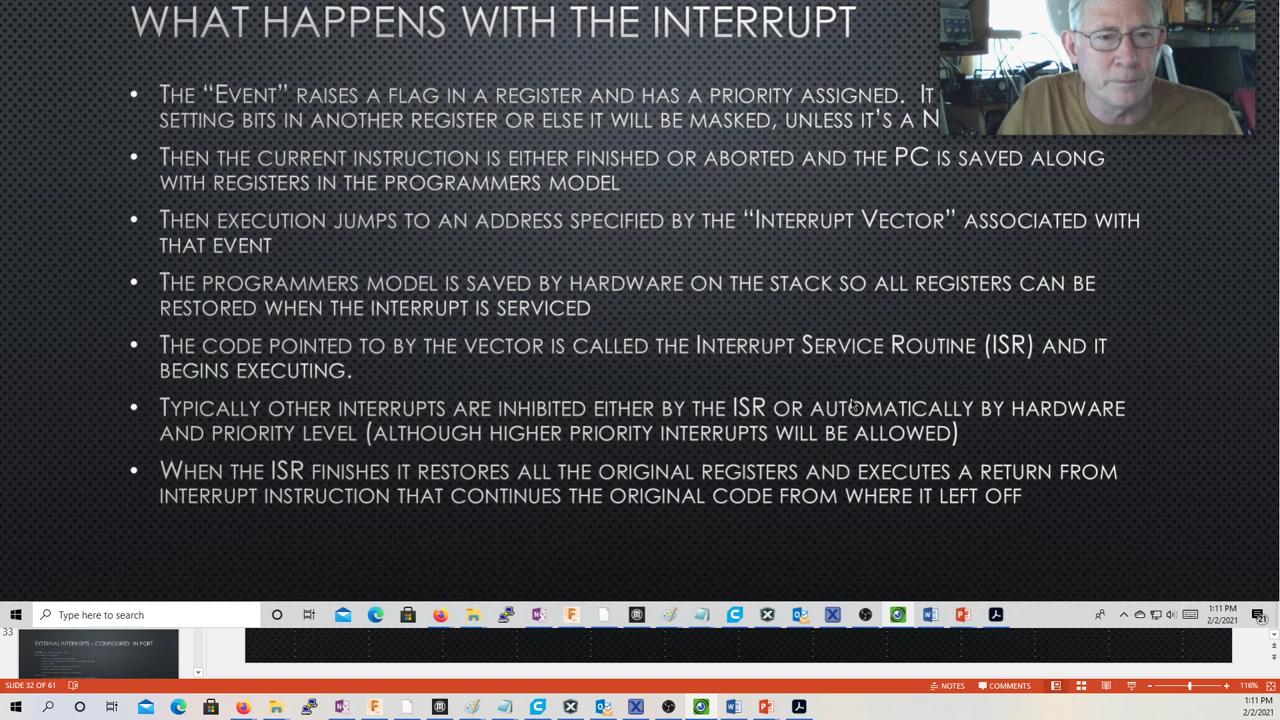 WHAT HAPPENS WITH THE INTERRUPT
• THE “EVENT” RAISES A FLAG IN A REGISTER AND HAS A PRIORITY ASSIGNED. IT
SETTING BITS IN ANOTHER REGISTER OR ELSE IT WILL BE MASKED, UNLESS IT’S A N
• THEN THE CURRENT INSTRUCTION IS EITHER FINISHED OR ABORTED AND THE PC IS SAVED ALONG
WITH REGISTERS IN THE PROGRAMMERS MODEL
• THEN EXECUTION JUMPS TO AN ADDRESS SPECIFIED BY THE “INTERRUPT VECTOR” ASSOCIATED WITH
THAT EVENT
• THE PROGRAMMERS MODEL IS SAVED BY HARDWARE ON THE STACK SO ALL REGISTERS CAN BE
RESTORED WHEN THE INTERRUPT IS SERVICED
• THE CODE POINTED TO BY THE VECTOR IS CALLED THE INTERRUPT SERVICE ROUTINE (ISR) AND IT
BEGINS EXECUTING.
• TYPICALLY OTHER INTERRUPTS ARE INHIBITED EITHER BY THE ISR OR AUTOMATICALLY BY HARDWARE
AND PRIORITY LEVEL (ALTHOUGH HIGHER PRIORITY INTERRUPTS WILL BE ALLOWED)
• WHEN THE ISR FINISHES IT RESTORES ALL THE ORIGINAL REGISTERS AND EXECUTES A RETURN FROM
INTERRUPT INSTRUCTION THAT CONTINUES THE ORIGINAL CODE FROM WHERE IT LEFT OFF
Type here to search
1:11 PM
2/2/2021
21
33
EXTERNAL INTERRUPTS – CONFIGURED IN PORT
SLIDE 32 OF 61
NOTES
COMMENTS
116%
1:11 PM
2/2/2021